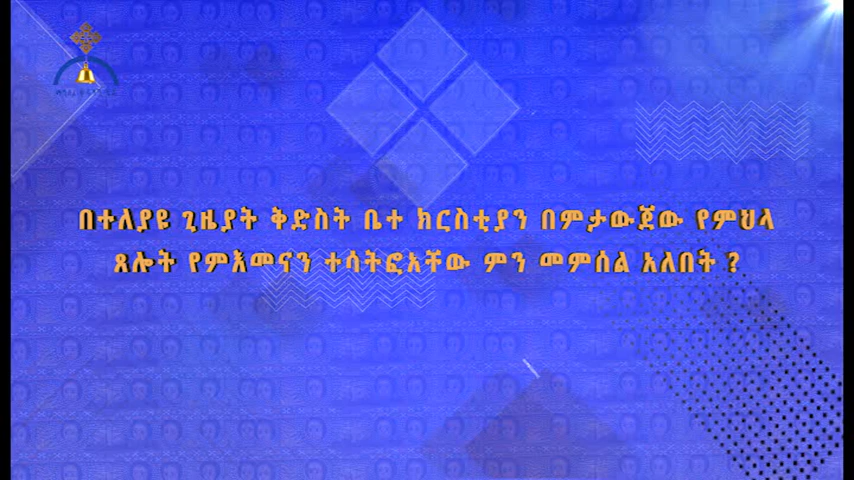 በተለያዩ ጊዜያት ቅድስት ቤተ ክርስቲያን በምታውጀው የምህላ
ጸሎት የምእመናን ተሳትፎአቸው ምን መምሰል አለበት ?